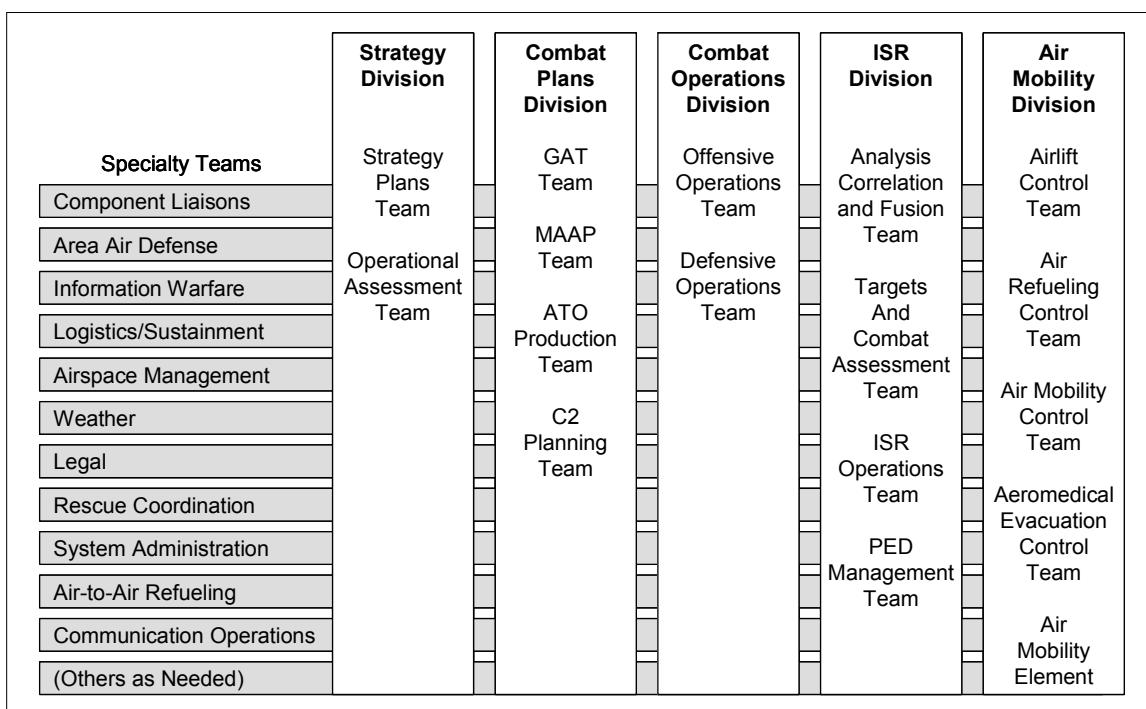 Strategy
Division
Strategy
Plans
Team
Operational
Assessment
Team
Combat
Plans
Division
GAT
Team
MAAP
Team
ATO
Production
Team
C2
Planning
Team
Combat
Operations
Division
Offensive
Operations
Team
Defensive
Operations
Team
ISR
Division
Analysis
Correlation
and Fusion
Team
Targets
And
Combat
Assessment
Team
ISR
Operations
Team
PED
Management
Team
Air
Mobility
Division
Airlift
Control
Team
Air
Refueling
Control
Team
Air Mobility
Control
Team
Aeromedical
Evacuation
Control
Team
Air
Mobility
Element
Specialty Teams
Component Liaisons
Area Air Defense
Information Warfare
Logistics/Sustainment
Airspace Management
Weather
Legal
Rescue Coordination
System Administration
Air-to-Air Refueling
Communication Operations
(Others as Needed)